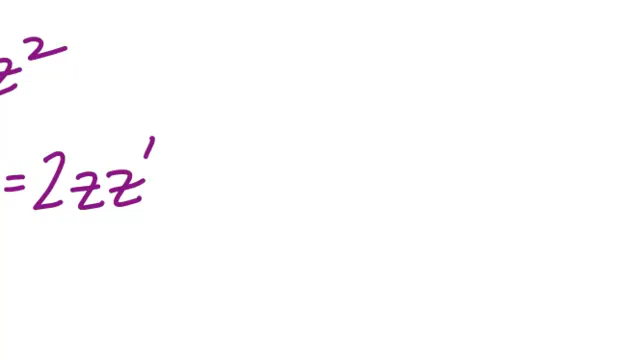 z²
= 2zz'